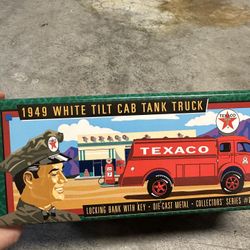 1949 WHITE TILT CAB TANK TRUCK
TEXACO
TEXACO
LOCKING BANK WITH KEY • DIE CAST METAL • COLLECTORS' SERIES